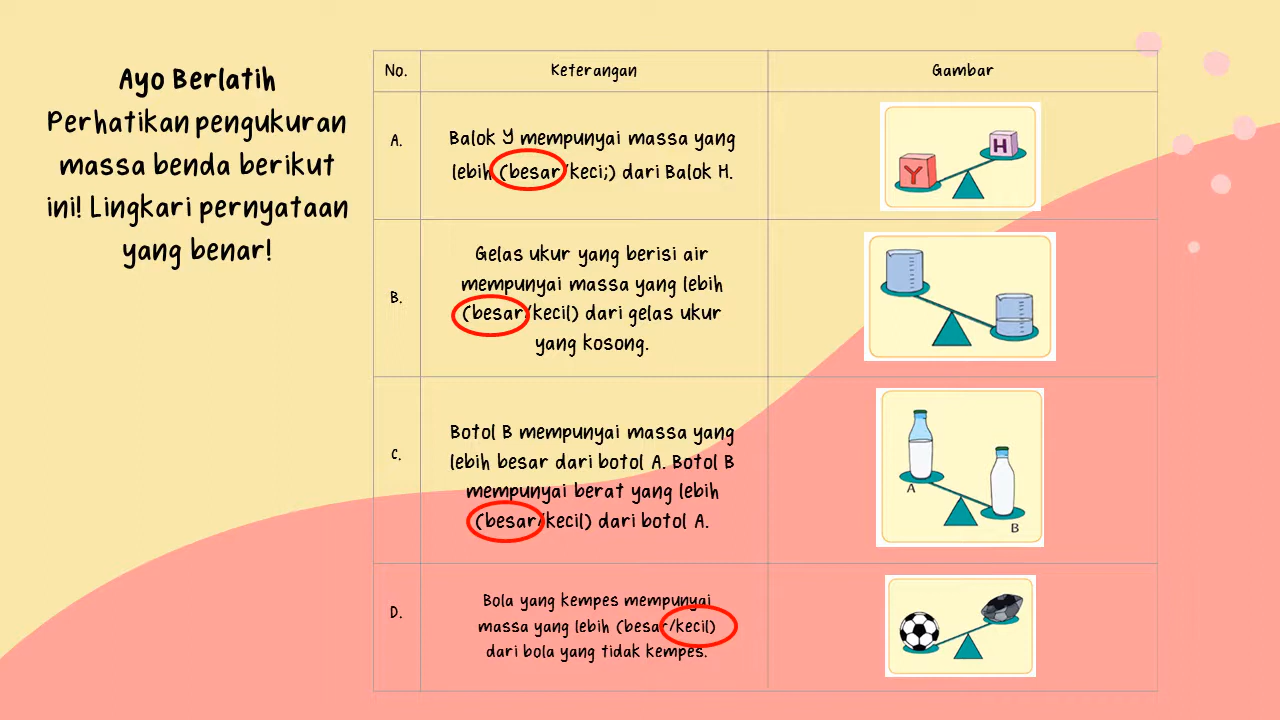 Ayo Berlatih
Perhatikan pengukuran
massa benda berikut
ini! Lingkari pernyataan
yang benar!
No.
Keterangan
Gambar
A.
Balok Y mempunyai massa yang
lebih (besar/keci;) dari Balok H.
Y
H
B.
Gelas ukur yang berisi air
mempunyai massa yang lebih
(besar/kecil) dari gelas ukur
yang kosong.
C.
Botol B mempunyai massa yang
lebih besar dari botol A. Botol B
mempunyai berat yang lebih
(besar/kecil) dari botol A.
A
B
D.
Bola yang kempes mempunyai
massa yang lebih (besar/kecil)
dari bola yang tidak kempes.